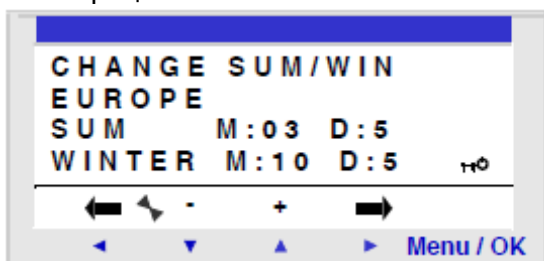 CHANGE SUM/WIN
EUROPE
SUM M:03 D:5
WINTER M:10 D:5
- +
Menu / OK